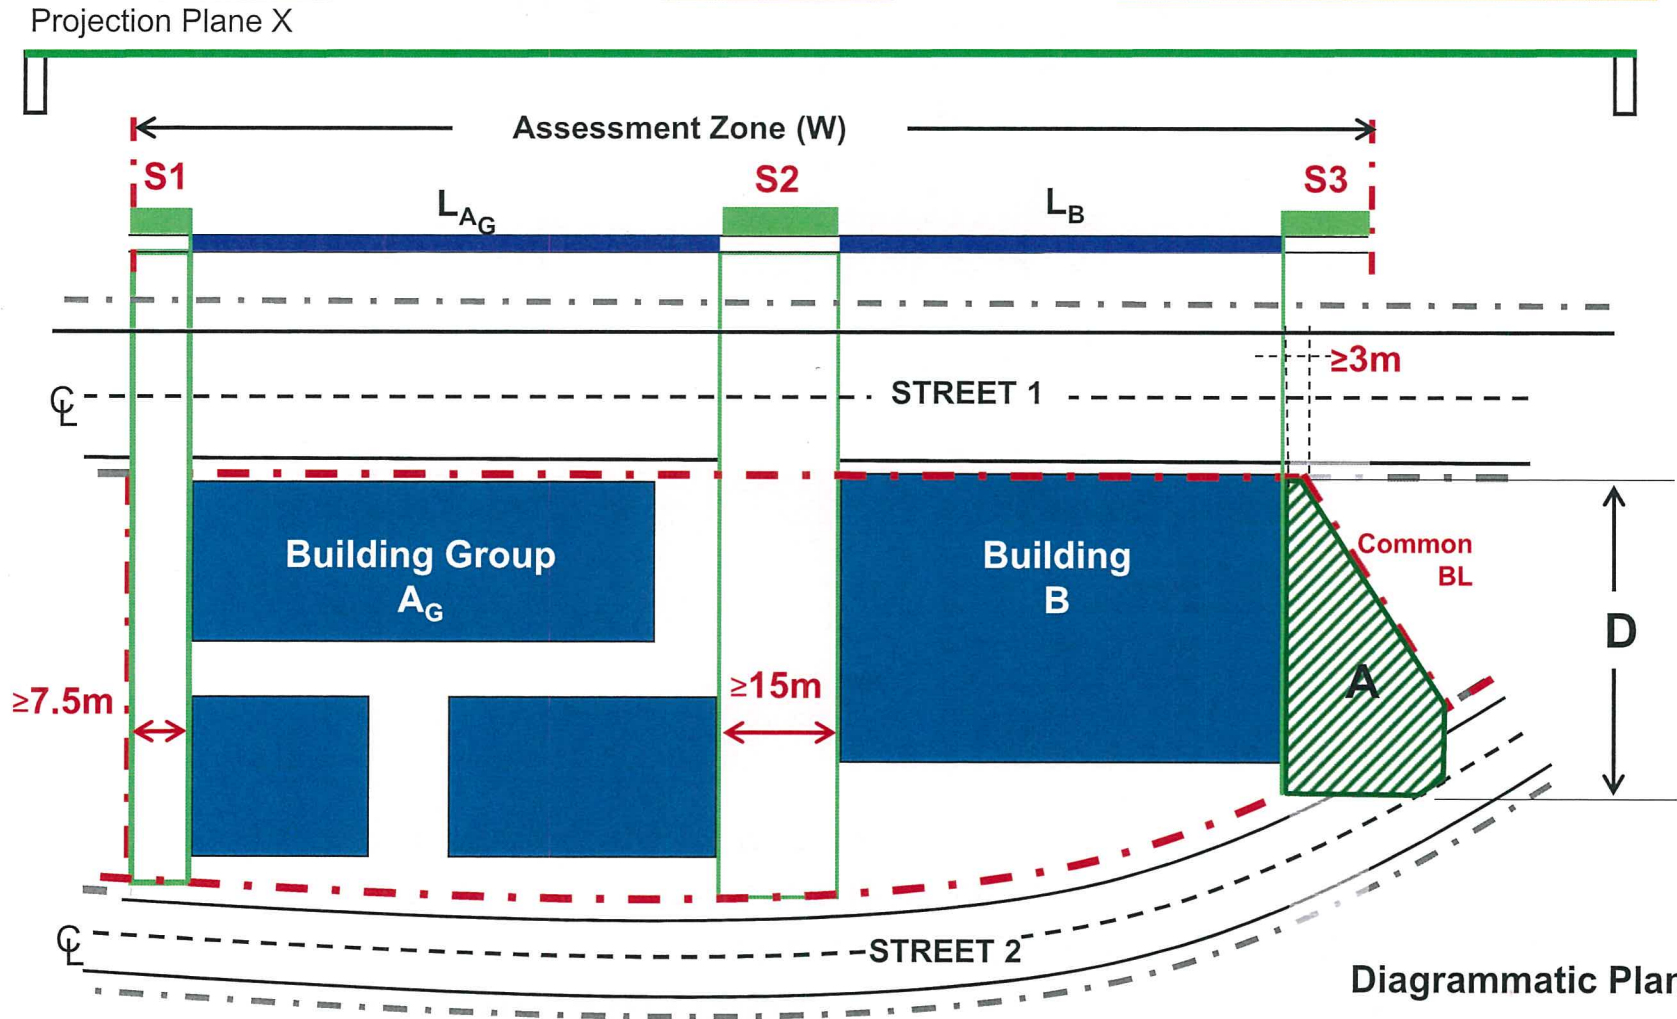 Projection Plane X
Assessment Zone (W)
S1
S2
S3
LAG
LB
≥3m
℄
STREET 1
Building Group
AG
Building
B
Common
BL
D
A
≥7.5m
≥15m
℄
STREET 2
Diagrammatic Plan